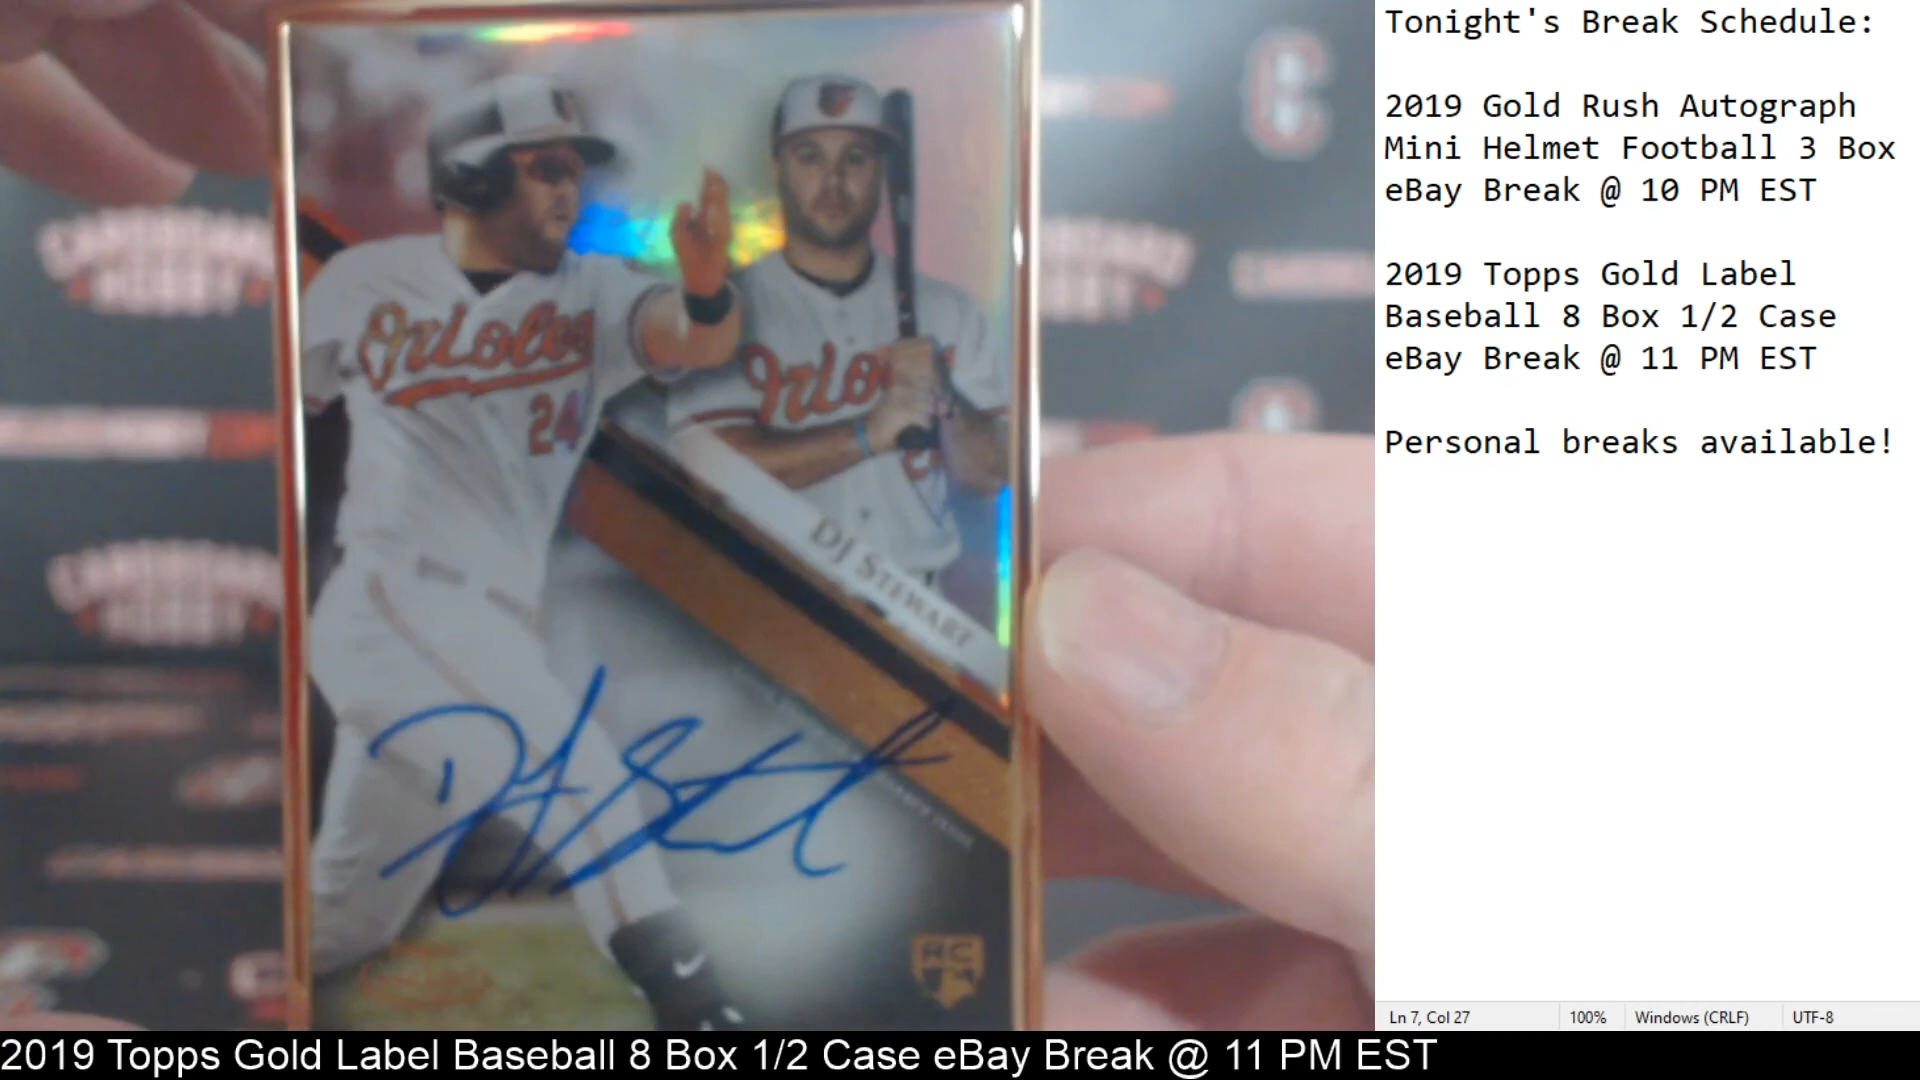 Tonight's Break Schedule:
2019 Gold Rush Autograph
Mini Helmet Football 3 Box
eBay Break @ 10 PM EST
2019 Topps Gold Label
Baseball 8 Box 1/2 Case
eBay Break @ 11 PM EST
Personal breaks available!
Orioles
24
Orio
DJ STEWART
RC
Ln 7, Col 27
100%
Windows (CRLF)
UTF-8
2019 Topps Gold Label Baseball 8 Box 1/2 Case eBay Break @ 11 PM EST